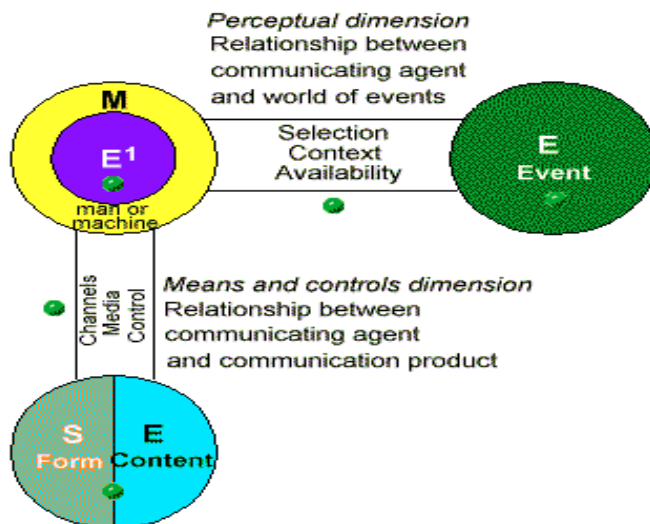 Perceptual dimension
Relationship between
communicating agent
and world of events
M
E¹
man or
machine
Selection
Context
Availability
E
Event
Channels
Media
Control
Means and controls dimension
Relationship between
communicating agent
and communication product
S
Form
E
Content